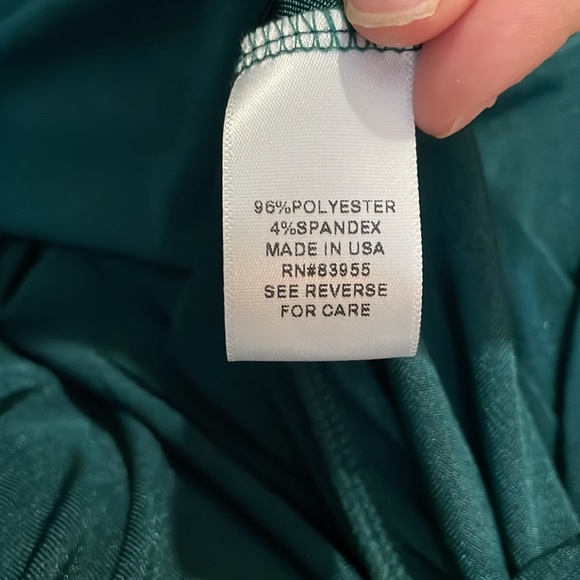 96%POLYESTER
4%SPANDEX
MADE IN USA
RN#83955
SEE REVERSE
FOR CARE